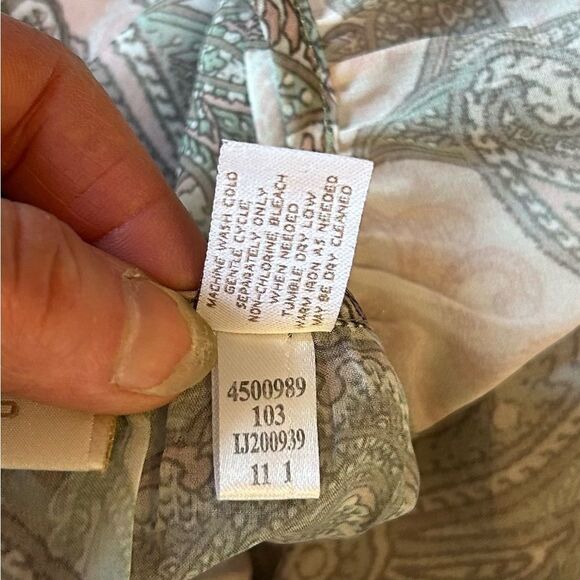 MACHINE WASH COLD
GENTLE CYCLE
SEPARATELY ONLY
NON-CHLORINE BLEACH
WHEN NEEDED
TUMBLE DRY LOW
WARM IRON AS NEEDED
MAY BE DRY CLEANED
4500989
103
IJ200939
11 1